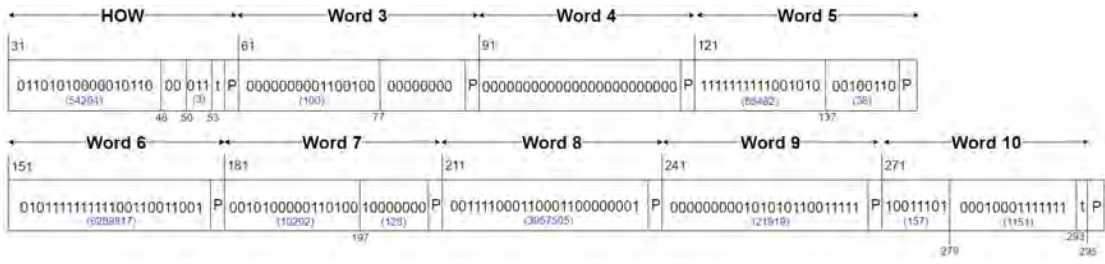 HOW Word 3 Word 4 Word 5
31 61 91 121
01101010000010110 00 011 t P 0000000001100100 00000000 P 000000000000000000000000 P 1111111111001010 00100110 P
(54294) (3) (100) (65482) (38)
48 50 53 77 137
Word 6 Word 7 Word 8 Word 9 Word 10
151 181 211 241 271
010111111111100110011001 P 0010100000110100 10000000 P 001111000110001100000001 P 000000000101010110011111 P 10011101 00010001111111 t P
(6289817) (10292) (128) (3957505) (21919) (157) (1151)
197 279 293 295